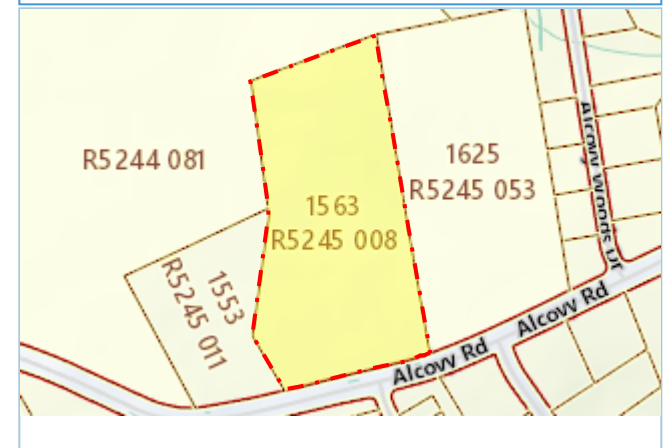 R5244 081
1625
R5245 053
1563
R5245 008
1553
R5245 011
Alcovy Woods Dr
Alcovy Rd
Alcovy Rd